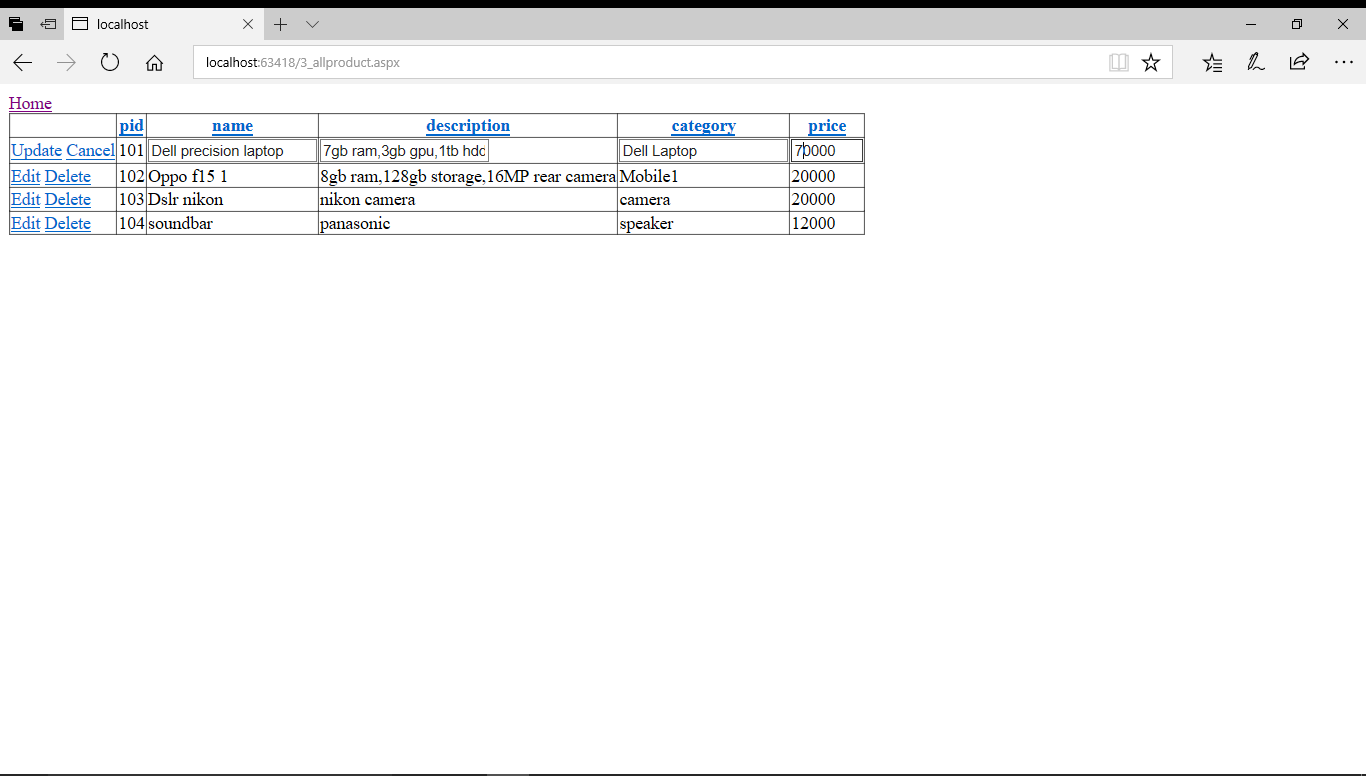 localhost
localhost:63418/3_allproduct.aspx
Home
pid name description category price
Update Cancel 101 Dell precision laptop 7gb ram,3gb gpu,1tb hdd Dell Laptop 70000
Edit Delete 102 Oppo f15 1 8gb ram,128gb storage,16MP rear camera Mobile1 20000
Edit Delete 103 Dslr nikon nikon camera camera 20000
Edit Delete 104 soundbar panasonic speaker 12000